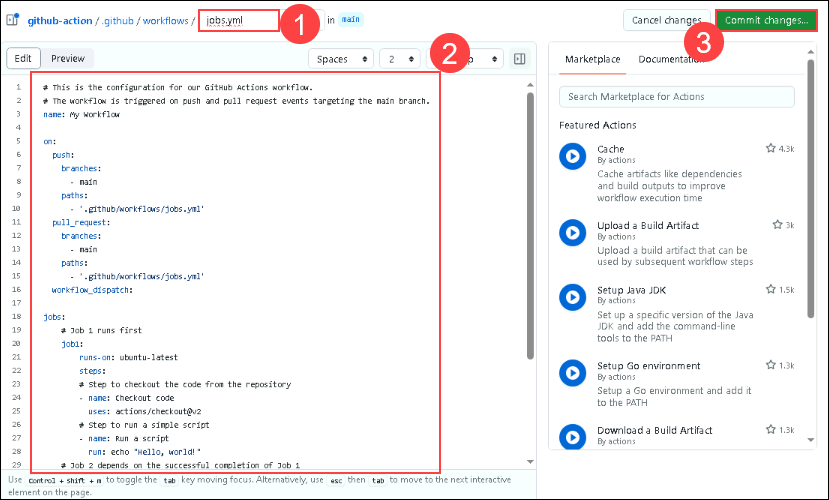 github-action / .github / workflows / jobs.yml in main
1
Cancel changes
Commit changes...
3
Edit Preview
Spaces 2
2
1 # This is the configuration for our GitHub Actions workflow.
2 # The workflow is triggered on push and pull request events targeting the main branch.
3 name: My Workflow
4
5 on:
6 push:
7 branches:
8 - main
9 paths:
10 - '.github/workflows/jobs.yml'
11 pull_request:
12 branches:
13 - main
14 paths:
15 - '.github/workflows/jobs.yml'
16 workflow_dispatch:
17
18 jobs:
19 # Job 1 runs first
20 job1:
21 runs-on: ubuntu-latest
22 steps:
23 # Step to checkout the code from the repository
24 - name: Checkout code
25 uses: actions/checkout@v2
26 # Step to run a simple script
27 - name: Run a script
28 run: echo "Hello, world!"
29 # Job 2 depends on the successful completion of Job 1
Use Control + Shift + m to toggle the tab key moving focus. Alternatively, use esc then tab to move to the next interactive
element on the page.
Marketplace Documentation
Search Marketplace for Actions
Featured Actions
Cache 4.3k
By actions
Cache artifacts like dependencies
and build outputs to improve
workflow execution time
Upload a Build Artifact 3k
By actions
Upload a build artifact that can be
used by subsequent workflow steps
Setup Java JDK 1.5k
By actions
Set up a specific version of the Java
JDK and add the command-line
tools to the PATH
Setup Go environment 1.3k
By actions
Setup a Go environment and add it
to the PATH
Download a Build Artifact 1.3k
By actions